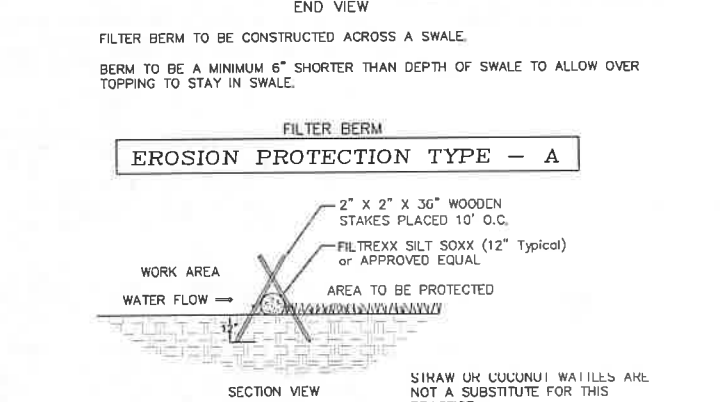 END VIEW
FILTER BERM TO BE CONSTRUCTED ACROSS A SWALE.
BERM TO BE A MINIMUM 6" SHORTER THAN DEPTH OF SWALE TO ALLOW OVER
TOPPING TO STAY IN SWALE.
FILTER BERM
EROSION PROTECTION TYPE - A
2" X 2" X 36" WOODEN
STAKES PLACED 10' O.C.
FILTREXX SILT SOXX (12" Typical)
or APPROVED EQUAL
WORK AREA
AREA TO BE PROTECTED
WATER FLOW ⇒
12"
SECTION VIEW
STRAW OR COCONUT WATTLES ARE
NOT A SUBSTITUTE FOR THIS